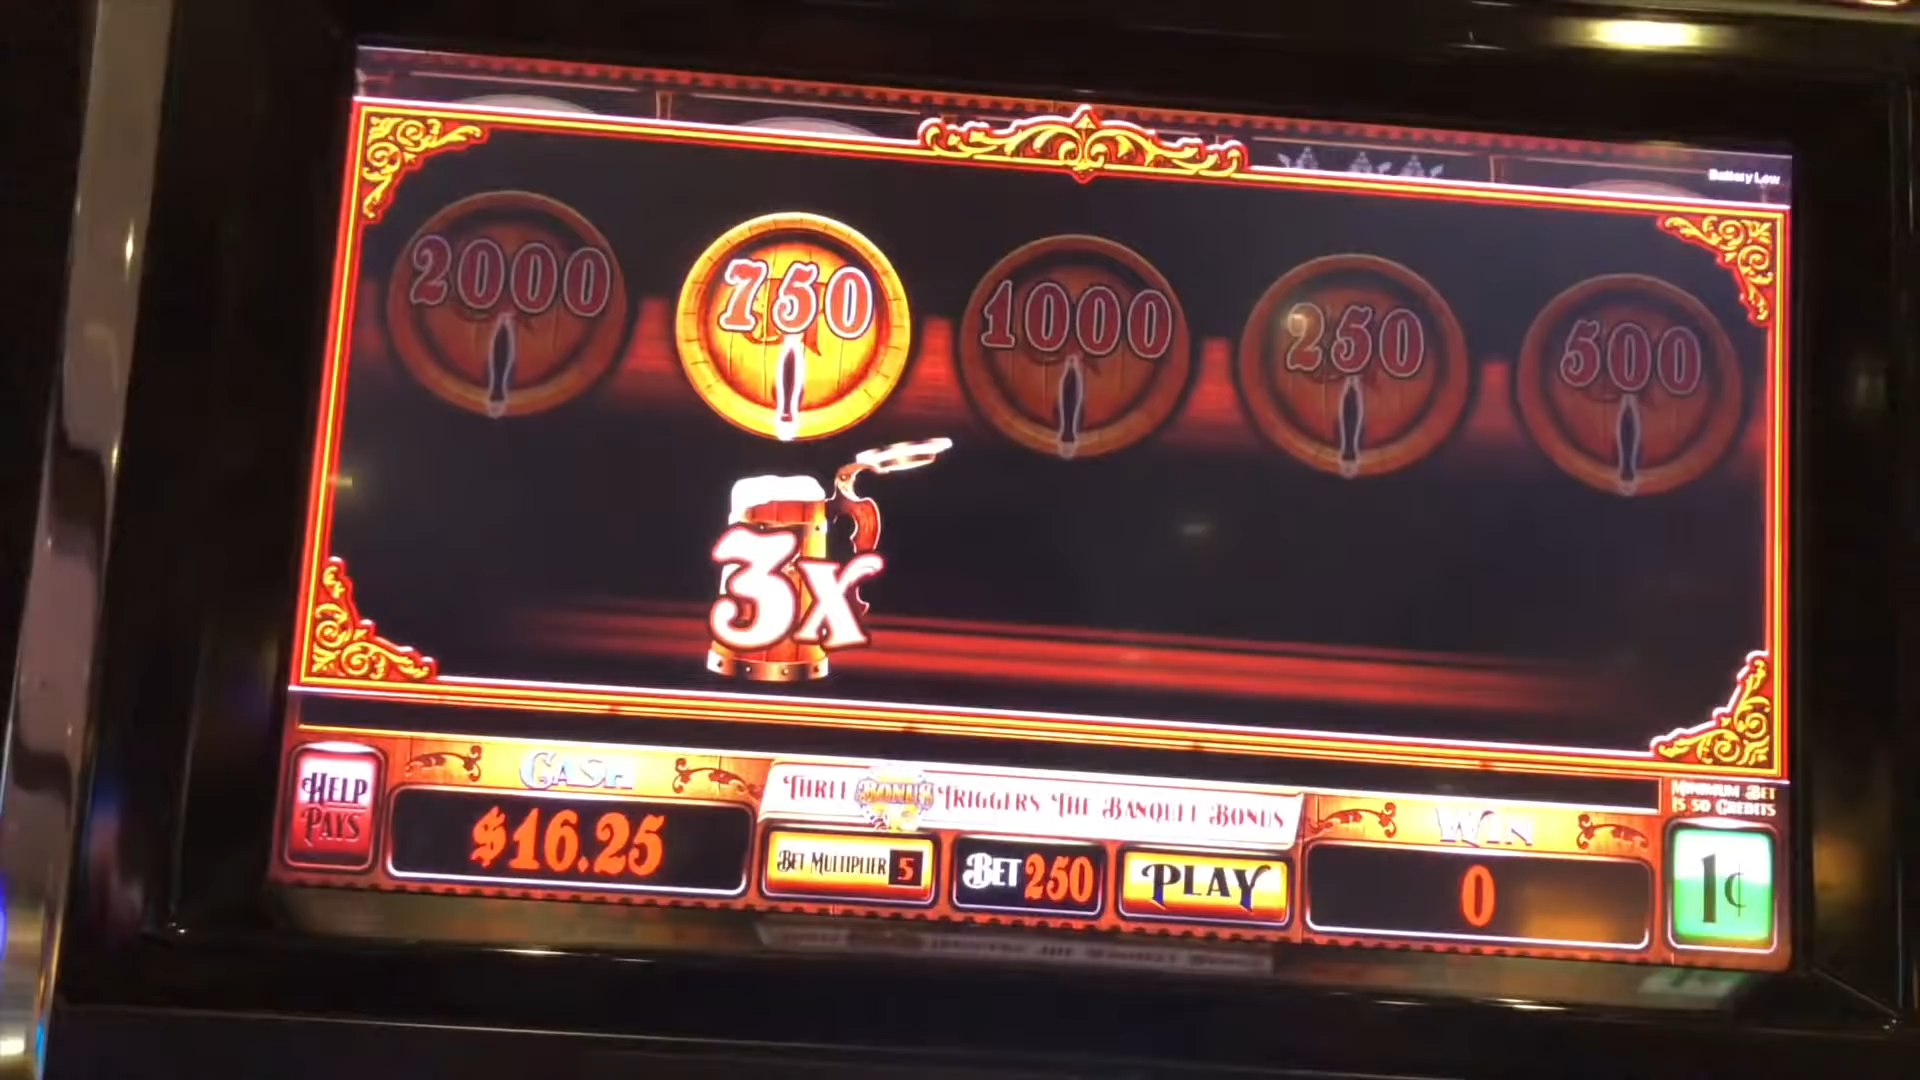 Battery Low
2000
750
1000
250
500
3x
HELP
PAYS
CASH
$16.25
THREE BONUS TRIGGERS THE BANQUET BONUS
BET MULTIPLIER 5
BET 250
PLAY
WIN
0
MINIMUM BET
IS 50 CREDITS
1¢